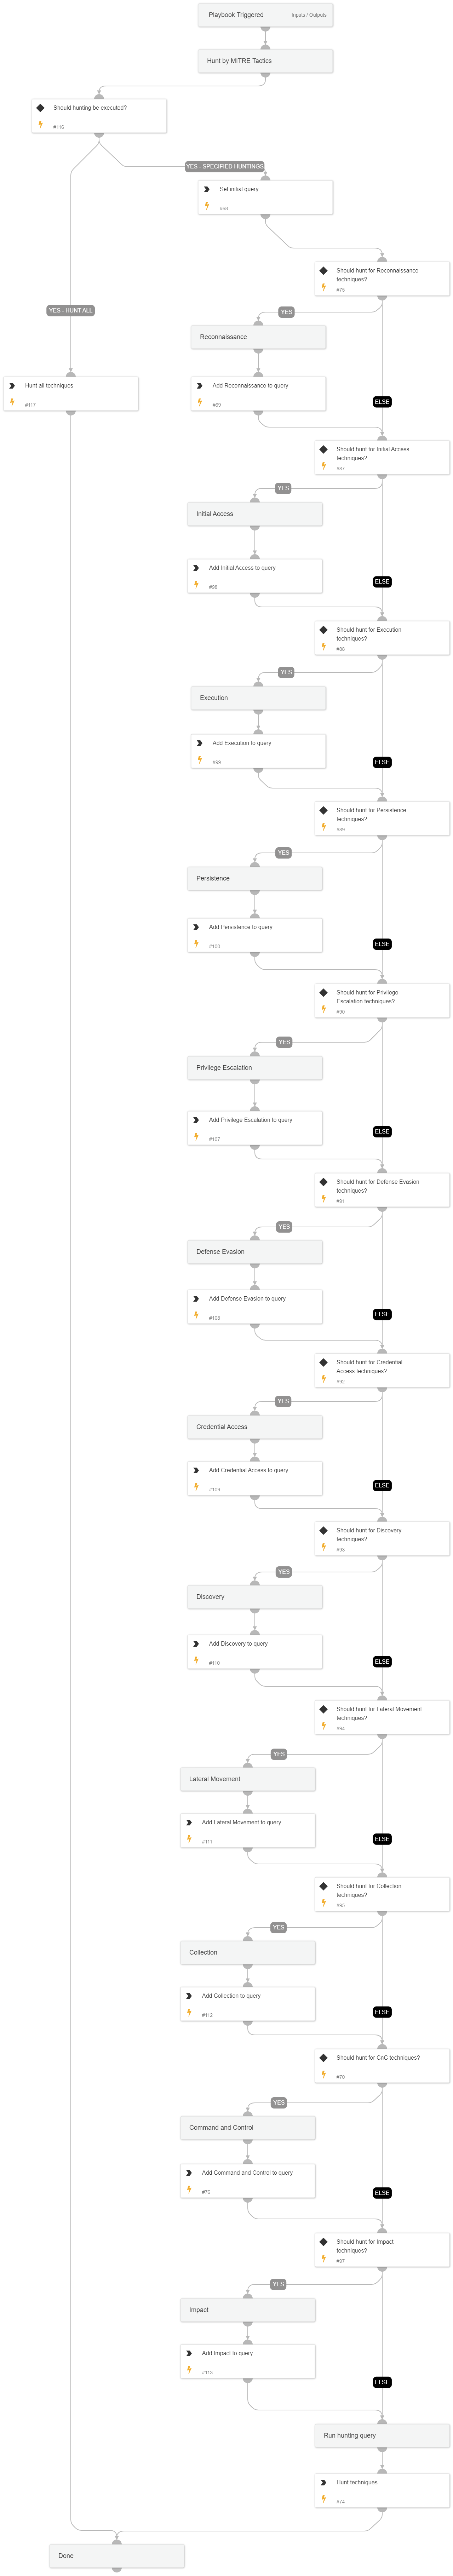 Playbook Triggered
Inputs / Outputs
Hunt by MITRE Tactics
Should hunting be executed?
#116
YES - SPECIFIED HUNTINGS
Set initial query
Should hunt for Reconnaissance
techniques?
#75
YES - HUNT ALL
YES
Reconnaissance
Hunt all techniques
#117
Add Reconnaissance to query
ELSE
Should hunt for Initial Access
techniques?
#87
YES
Initial Access
Add Initial Access to query
#98
ELSE
Should hunt for Execution
techniques?
#88
YES
Execution
Add Execution to query
#99
ELSE
Should hunt for Persistence
techniques?
#89
YES
Persistence
Add Persistence to query
#100
ELSE
Should hunt for Privilege
Escalation techniques?
#90
YES
Privilege Escalation
Add Privilege Escalation to query
#107
ELSE
Should hunt for Defense Evasion
techniques?
#91
YES
Defense Evasion
Add Defense Evasion to query
#108
ELSE
Should hunt for Credential
Access techniques?
#92
YES
Credential Access
Add Credential Access to query
#109
ELSE
Should hunt for Discovery
techniques?
#93
YES
Discovery
Add Discovery to query
#110
ELSE
Should hunt for Lateral Movement
techniques?
#94
YES
Lateral Movement
Add Lateral Movement to query
#111
ELSE
Should hunt for Collection
techniques?
#95
YES
Collection
Add Collection to query
#112
ELSE
Should hunt for CnC techniques?
#70
YES
Command and Control
Add Command and Control to query
#76
ELSE
Should hunt for Impact
techniques?
#97
YES
Impact
Add impact to query
#113
ELSE
Run hunting query
Hunt techniques
#74
Done